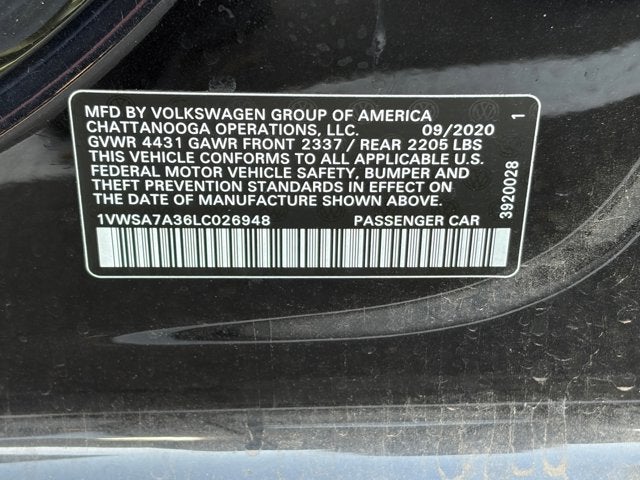 MFD BY VOLKSWAGEN GROUP OF AMERICA
CHATTANOOGA OPERATIONS, LLC. 09/2020
GVWR 4431 GAWR FRONT 2337 / REAR 2205 LBS
THIS VEHICLE CONFORMS TO ALL APPLICABLE U.S.
FEDERAL MOTOR VEHICLE SAFETY, BUMPER AND
THEFT PREVENTION STANDARDS IN EFFECT ON
THE DATE OF MANUFACTURE SHOWN ABOVE.
1VWSA7A36LC026948 PASSENGER CAR
3920028 1